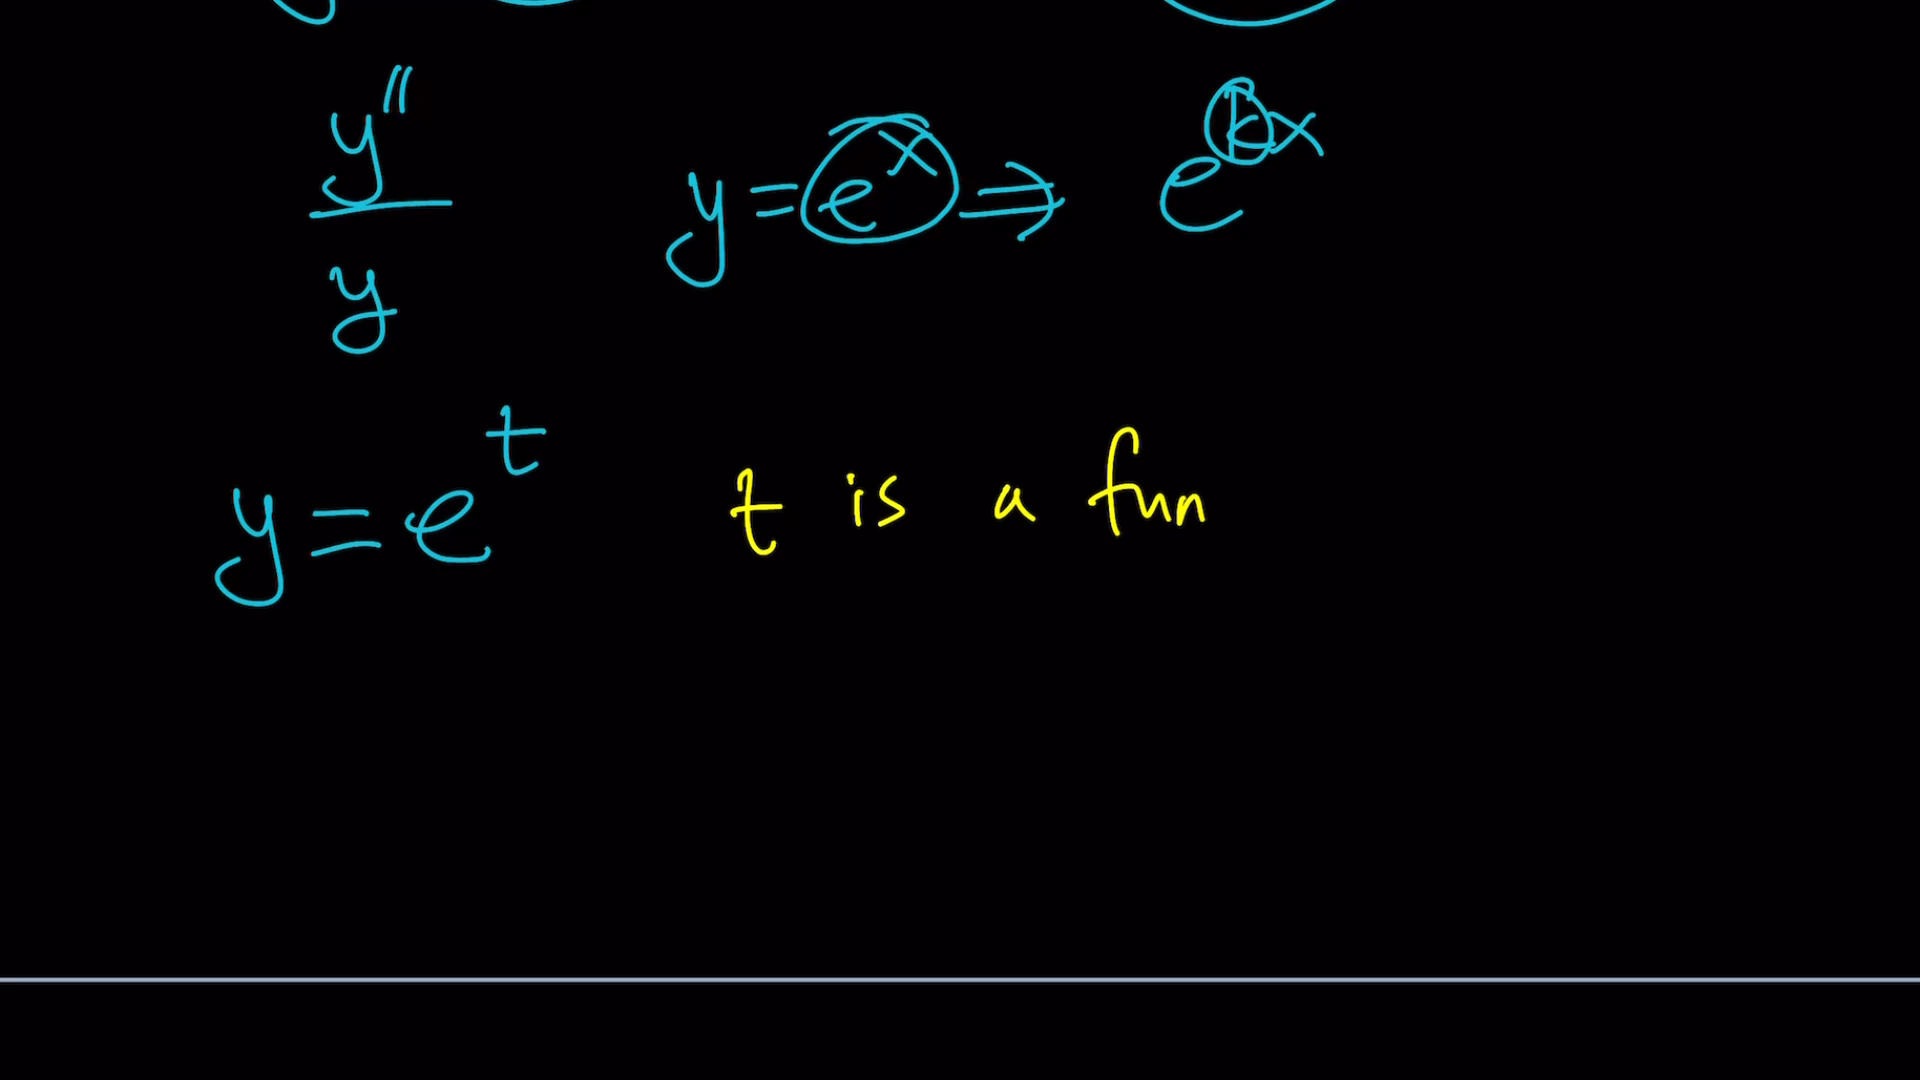 y''/y
y = e^x ⇒ e^{kx}
y = e^t t is a fun